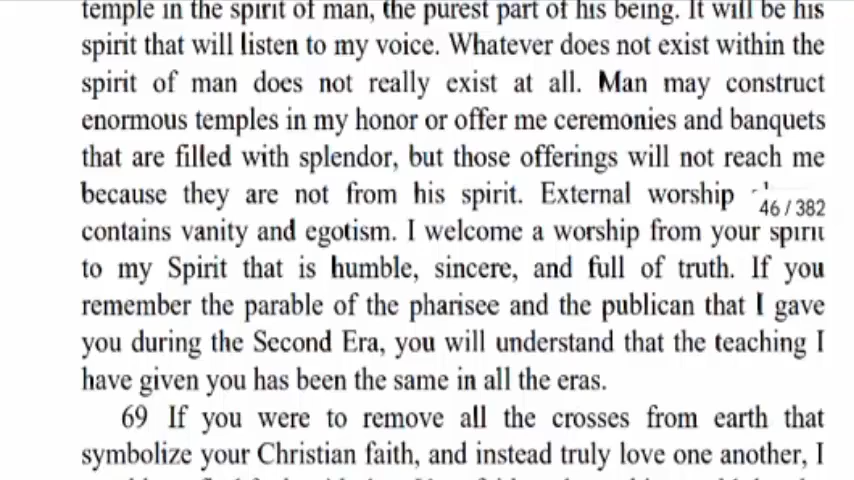 temple in the spirit of man, the purest part of his being. It will be his
spirit that will listen to my voice. Whatever does not exist within the
spirit of man does not really exist at all. Man may construct
enormous temples in my honor or offer me ceremonies and banquets
that are filled with splendor, but those offerings will not reach me
because they are not from his spirit. External worship
46 / 382
contains vanity and egotism. I welcome a worship from your spirit
to my Spirit that is humble, sincere, and full of truth. If you
remember the parable of the pharisee and the publican that I gave
you during the Second Era, you will understand that the teaching I
have given you has been the same in all the eras.
69 If you were to remove all the crosses from earth that
symbolize your Christian faith, and instead truly love one another, I